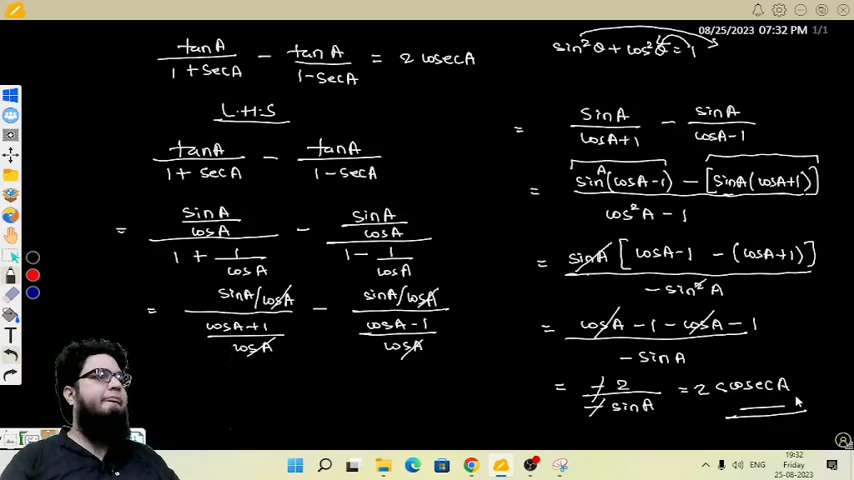 08/25/2023 07:32 PM 1/1
tanA/(1+secA) - tanA/(1-secA) = 2 cosecA
L.H.S
tanA/(1+secA) - tanA/(1-secA)
= (sinA/cosA)/(1 + 1/cosA) - (sinA/cosA)/(1 - 1/cosA)
= (sinA/cosA)/((cosA+1)/cosA) - (sinA/cosA)/((cosA-1)/cosA)
sin²θ + cos²θ = 1
= sinA/(cosA+1) - sinA/(cosA-1)
= (sinA(cosA-1) - [sinA(cosA+1)])/(cos²A - 1)
= sinA[cosA-1 - (cosA+1)]/(-sin²A)
= (cosA - 1 - cosA - 1)/(-sinA)
= -2/(-sinA) = 2 cosecA
T
ENG
19:32
Friday
25-08-2023